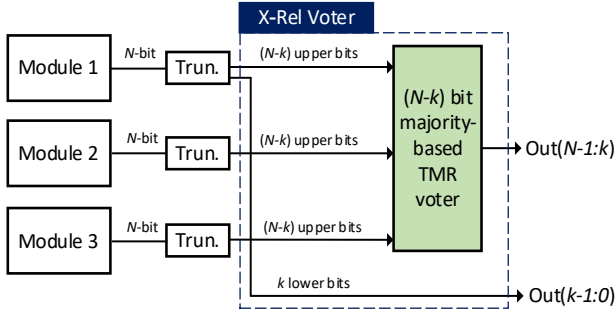 X-Rel Voter
Module 1
N-bit
Trun.
(N-k) upper bits
Module 2
N-bit
Trun.
(N-k) upper bits
Module 3
N-bit
Trun.
(N-k) upper bits
k lower bits
(N-k) bit
majority-
based
TMR
voter
Out(N-1:k)
Out(k-1:0)